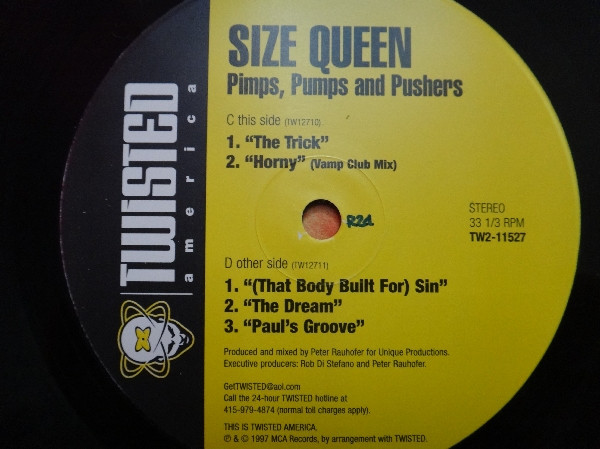 SIZE QUEEN
Pimps, Pumps and Pushers
C this side (TW12710)
1. “The Trick”
2. “Horny” (Vamp Club Mix)
R2d
STEREO
33 1/3 RPM
TW2-11527
D other side (TW12711)
1. “(That Body Built For) Sin”
2. “The Dream”
3. “Paul's Groove”
Produced and mixed by Peter Rauhofer for Unique Productions.
Executive producers: Rob Di Stefano and Peter Rauhofer.
GetTWISTED@aol.com
Call the 24-hour TWISTED hotline at
415-979-4874 (normal toll charges apply).
THIS IS TWISTED AMERICA.
℗ & © 1997 MCA Records, by arrangement with TWISTED.
TWISTED
america